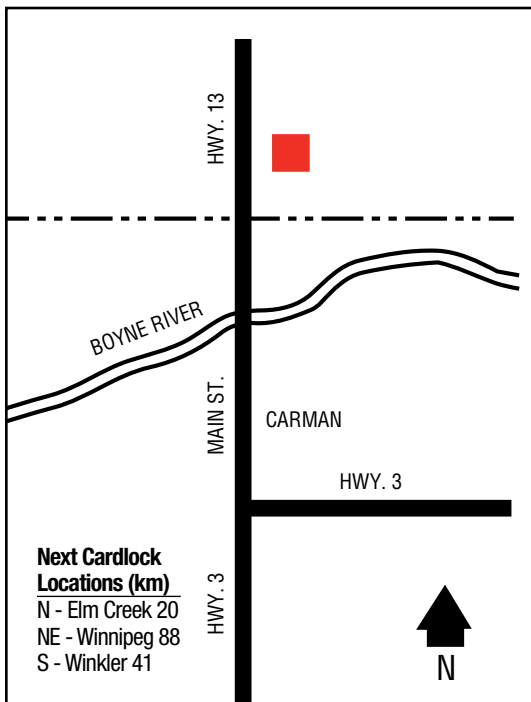 HWY. 13
BOYNE RIVER
MAIN ST.
CARMAN
HWY. 3
HWY. 3
Next Cardlock
Locations (km)
N - Elm Creek 20
NE - Winnipeg 88
S - Winkler 41
N